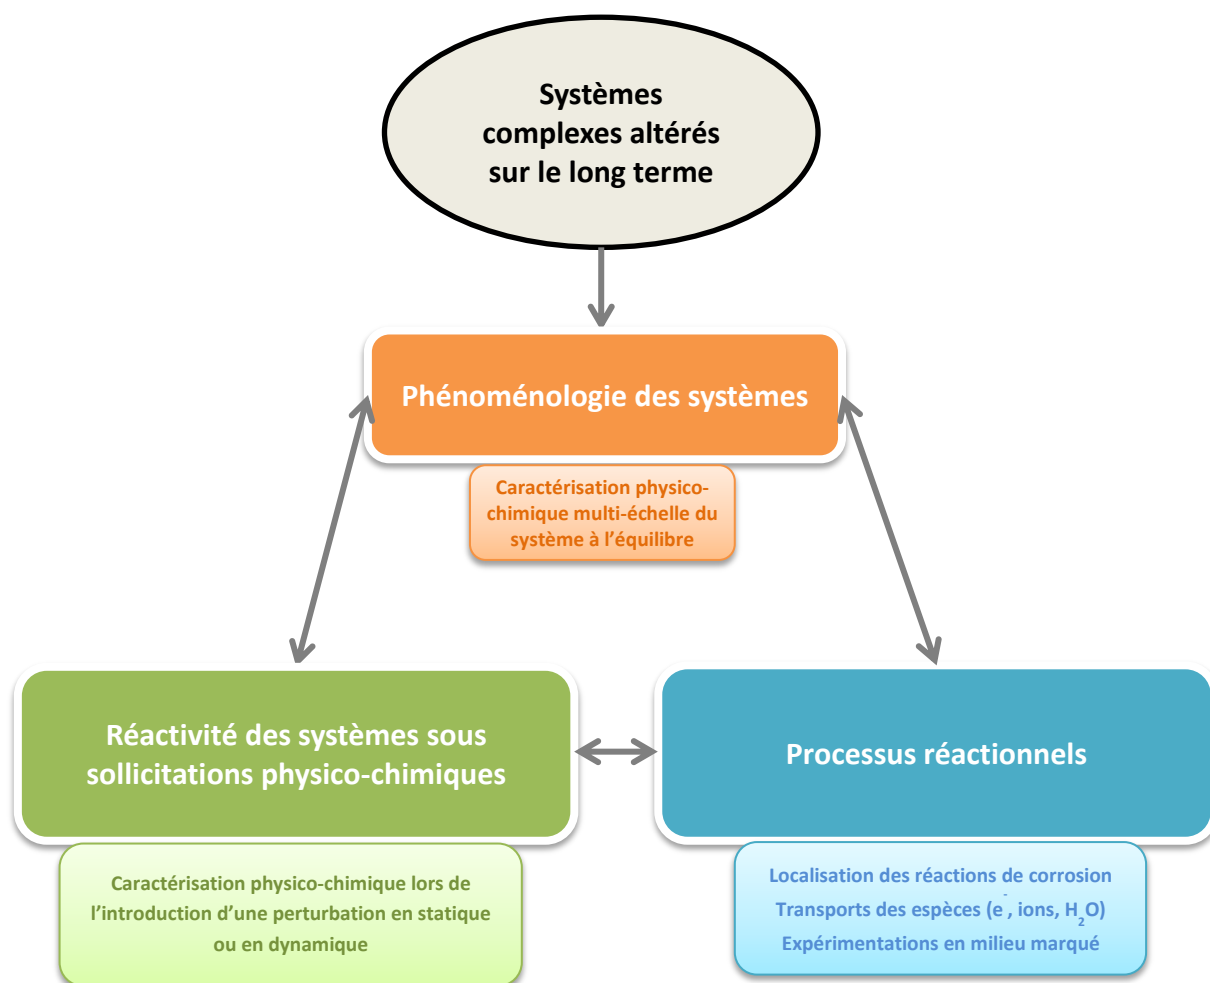 Systèmes
complexes altérés
sur le long terme
Phénoménologie des systèmes
Caractérisation physico-
chimique multi-échelle du
système à l’équilibre
Réactivité des systèmes sous
sollicitations physico-chimiques
Caractérisation physico-chimique lors de
l’introduction d’une perturbation en statique
ou en dynamique
Processus réactionnels
Localisation des réactions de corrosion
Transports des espèces (e⁻, ions, H₂O)
Expérimentations en milieu marqué